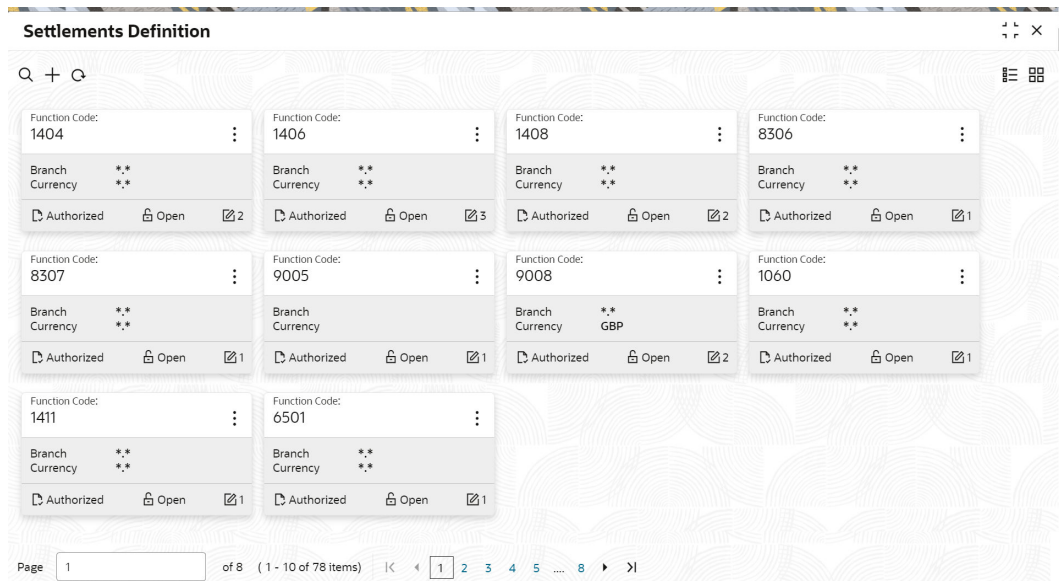 Settlements Definition
Function Code:
1404
Branch *.*
Currency *.*
Authorized Open 2
Function Code:
1406
Branch *.*
Currency *.*
Authorized Open 3
Function Code:
1408
Branch *.*
Currency *.*
Authorized Open 2
Function Code:
8306
Branch *.*
Currency *.*
Authorized Open 1
Function Code:
8307
Branch *.*
Currency *.*
Authorized Open 1
Function Code:
9005
Branch
Currency
Authorized Open 1
Function Code:
9008
Branch *.*
Currency GBP
Authorized Open 2
Function Code:
1060
Branch *.*
Currency *.*
Authorized Open 1
Function Code:
1411
Branch *.*
Currency *.*
Authorized Open 1
Function Code:
6501
Branch *.*
Currency *.*
Authorized Open 1
Page 1 of 8 (1 - 10 of 78 items) 1 2 3 4 5 .... 8